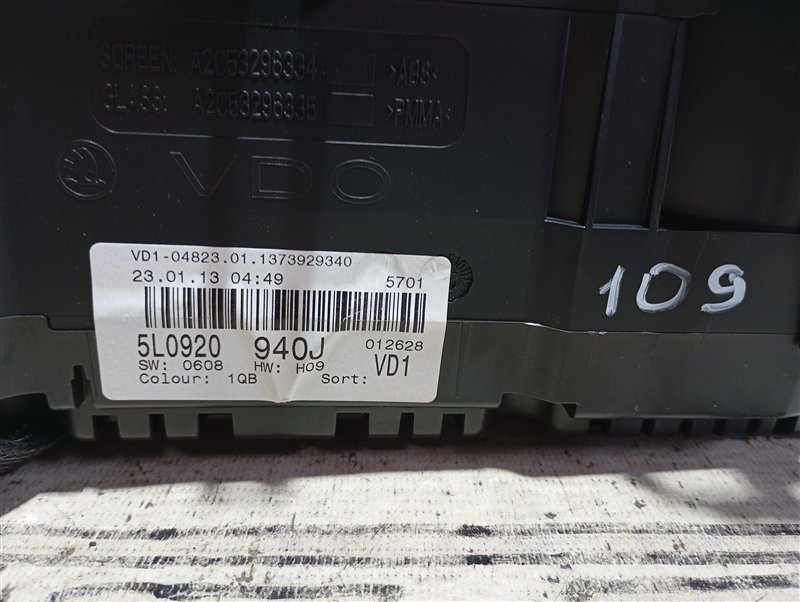 SCREEN: A2C53296334 >ABS<
GLASS: A2C53296335 >PMMA<
VDO
VD1-04823.01.1373929340
23.01.13 04:49 5701
5L0920 940J 012628
SW: 0608 HW: H09 VD1
Colour: 1QB Sort:
109